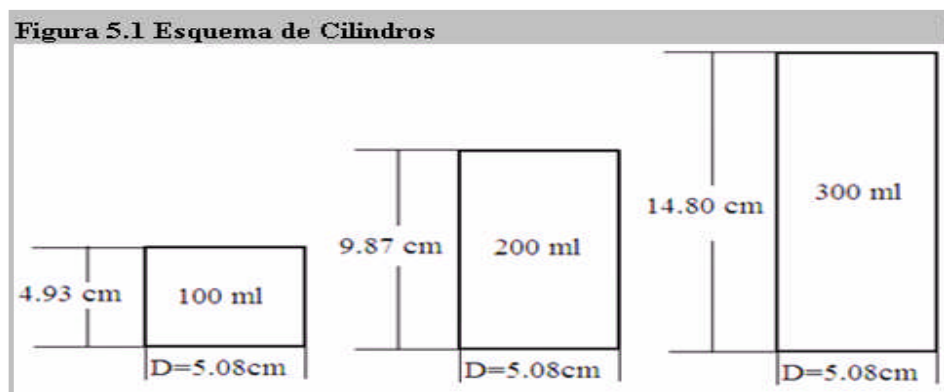 Figura 5.1 Esquema de Cilindros
4.93 cm
100 ml
D=5.08cm
9.87 cm
200 ml
D=5.08cm
14.80 cm
300 ml
D=5.08cm